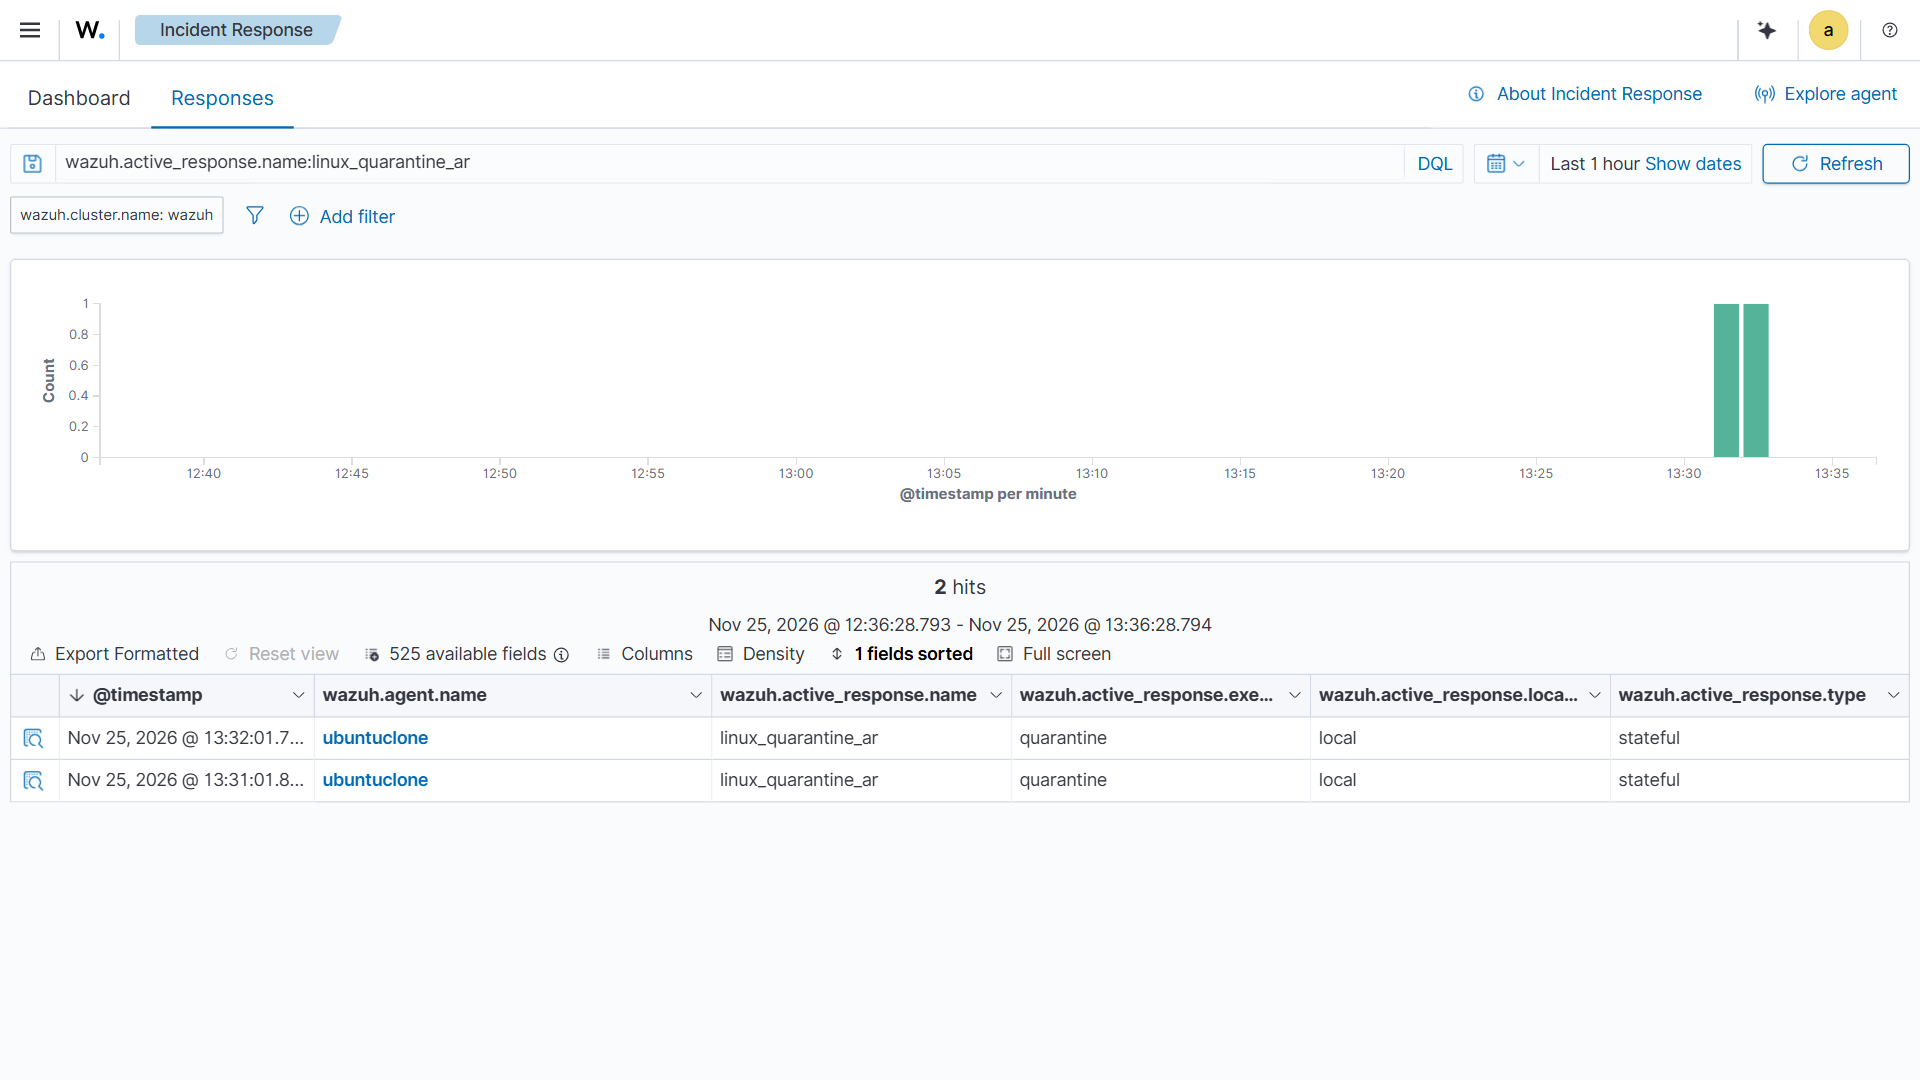 W.
Incident Response
a
Dashboard
Responses
About Incident Response
Explore agent
wazuh.active_response.name:linux_quarantine_ar
DQL
Last 1 hour Show dates
Refresh
wazuh.cluster.name: wazuh
Add filter
1
0.8
0.6
0.4
0.2
0
Count
12:40 12:45 12:50 12:55 13:00 13:05 13:10 13:15 13:20 13:25 13:30 13:35
@timestamp per minute
2 hits
Nov 25, 2026 @ 12:36:28.793 - Nov 25, 2026 @ 13:36:28.794
Export Formatted Reset view 525 available fields Columns Density 1 fields sorted Full screen
@timestamp wazuh.agent.name wazuh.active_response.name wazuh.active_response.exe... wazuh.active_response.loca... wazuh.active_response.type
Nov 25, 2026 @ 13:32:01.7... ubuntuclone linux_quarantine_ar quarantine local stateful
Nov 25, 2026 @ 13:31:01.8... ubuntuclone linux_quarantine_ar quarantine local stateful